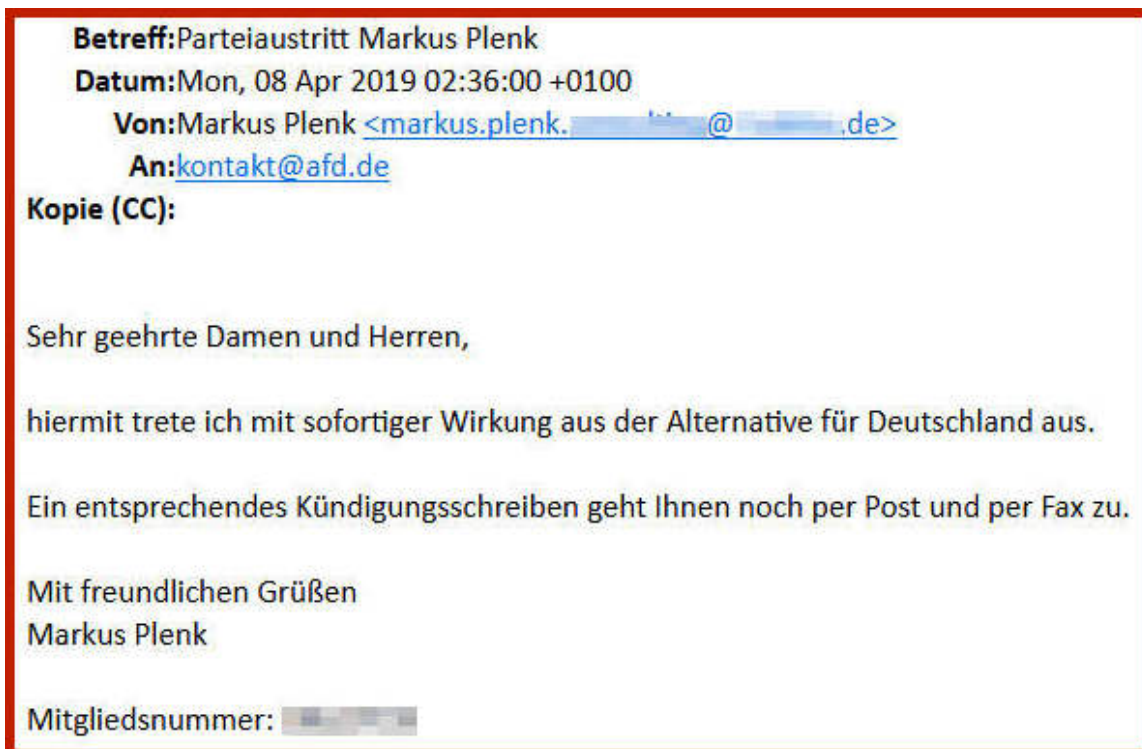 Betreff:Parteiaustritt Markus Plenk
Datum:Mon, 08 Apr 2019 02:36:00 +0100
Von:Markus Plenk <markus.plenk. @ .de>
An:kontakt@afd.de
Kopie (CC):
Sehr geehrte Damen und Herren,
hiermit trete ich mit sofortiger Wirkung aus der Alternative für Deutschland aus.
Ein entsprechendes Kündigungsschreiben geht Ihnen noch per Post und per Fax zu.
Mit freundlichen Grüßen
Markus Plenk
Mitgliedsnummer: